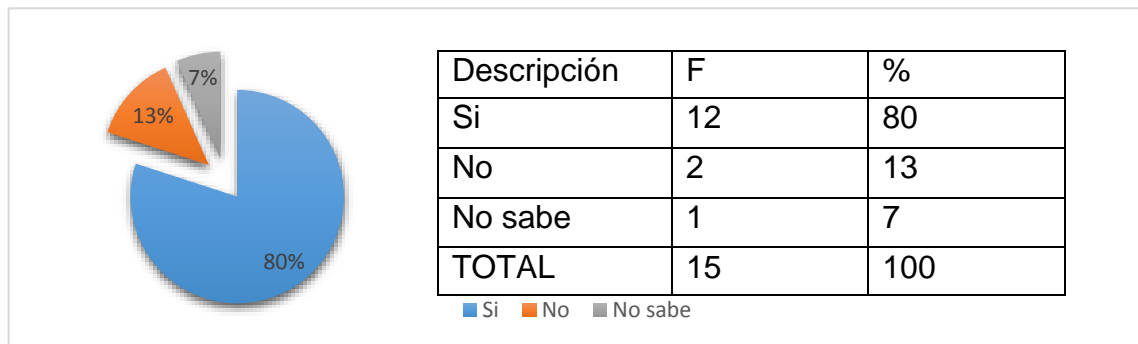 7%
13%
80%
Descripción F %
Si 12 80
No 2 13
No sabe 1 7
TOTAL 15 100
Si No No sabe